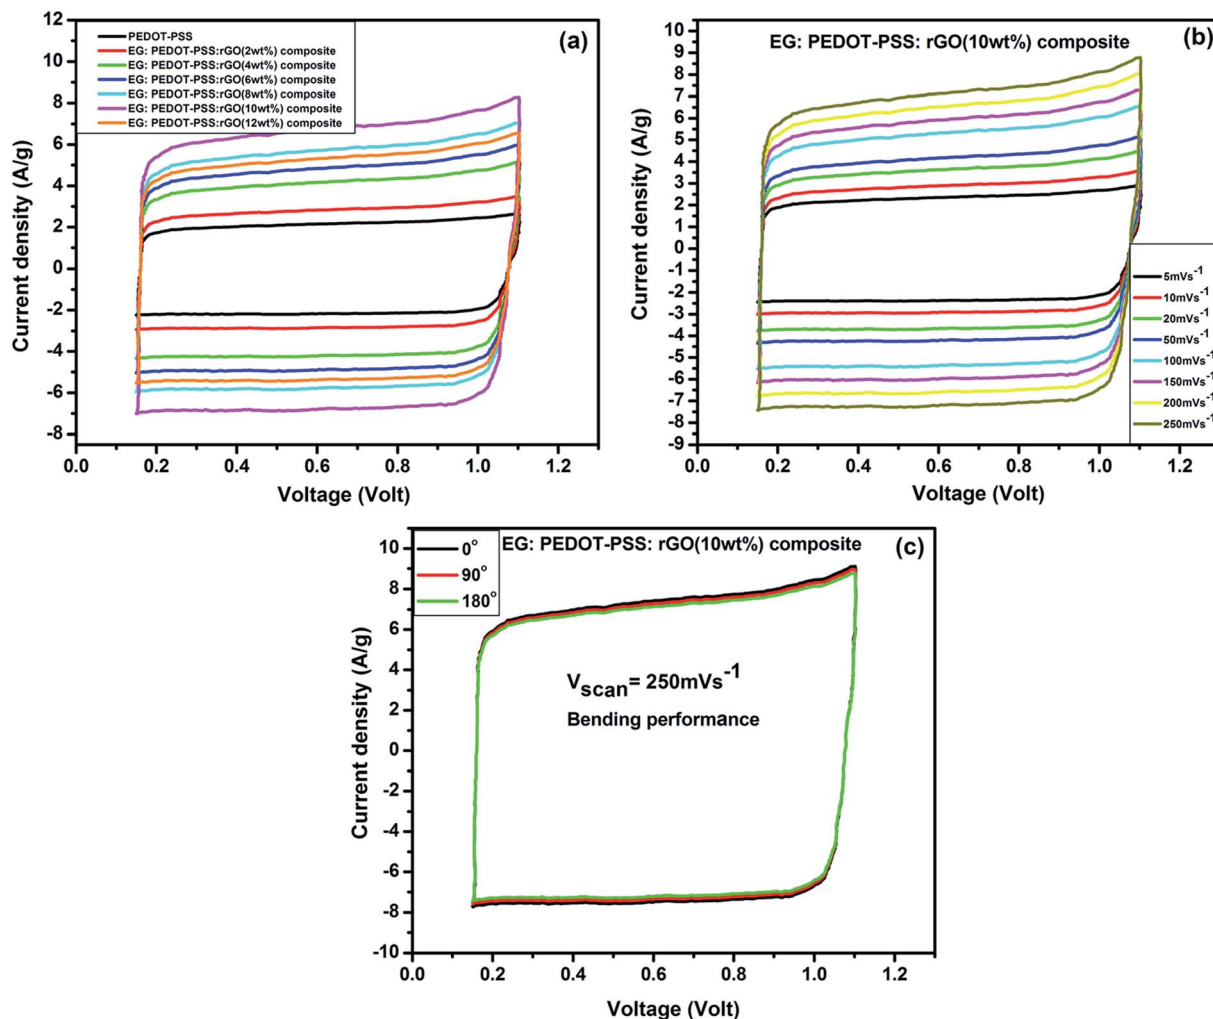 (a)
PEDOT-PSS
EG: PEDOT-PSS:rGO(2wt%) composite
EG: PEDOT-PSS:rGO(4wt%) composite
EG: PEDOT-PSS:rGO(6wt%) composite
EG: PEDOT-PSS:rGO(8wt%) composite
EG: PEDOT-PSS:rGO(10wt%) composite
EG: PEDOT-PSS:rGO(12wt%) composite
Current density (A/g)
12
10
8
6
4
2
0
-2
-4
-6
-8
0.0 0.2 0.4 0.6 0.8 1.0 1.2
Voltage (Volt)
(b)
EG: PEDOT-PSS: rGO(10wt%) composite
Current density (A/g)
10
9
8
7
6
5
4
3
2
1
0
-1
-2
-3
-4
-5
-6
-7
-8
-9
5mVs⁻¹
10mVs⁻¹
20mVs⁻¹
50mVs⁻¹
100mVs⁻¹
150mVs⁻¹
200mVs⁻¹
250mVs⁻¹
0.0 0.2 0.4 0.6 0.8 1.0 1.2
Voltage (Volt)
EG: PEDOT-PSS: rGO(10wt%) composite
(c)
0°
90°
180°
Current density (A/g)
10
8
6
4
2
0
-2
-4
-6
-8
-10
Vscan= 250mVs⁻¹
Bending performance
0.0 0.2 0.4 0.6 0.8 1.0 1.2
Voltage (Volt)